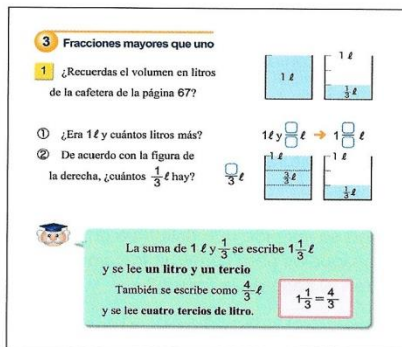 3 Fracciones mayores que uno
1 ¿Recuerdas el volumen en litros
de la cafetera de la página 67?
1 ℓ
1 ℓ
1/3 ℓ
① ¿Era 1 ℓ y cuántos litros más?
1 ℓ y □/□ ℓ → 1 □/□ ℓ
② De acuerdo con la figura de
la derecha, ¿cuántos 1/3 ℓ hay?
□/3 ℓ
1 ℓ
3/3 ℓ
1 ℓ
1/3 ℓ
La suma de 1 ℓ y 1/3 se escribe 1 1/3 ℓ
y se lee un litro y un tercio
También se escribe como 4/3 ℓ
y se lee cuatro tercios de litro.
1 1/3 = 4/3